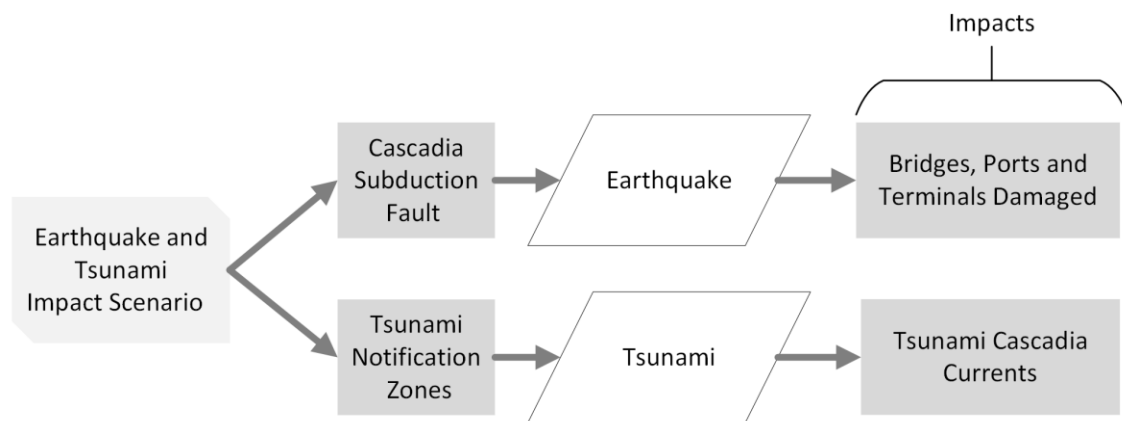 Impacts
Earthquake and
Tsunami
Impact Scenario
Cascadia
Subduction
Fault
Earthquake
Bridges, Ports and
Terminals Damaged
Tsunami
Notification
Zones
Tsunami
Tsunami Cascadia
Currents